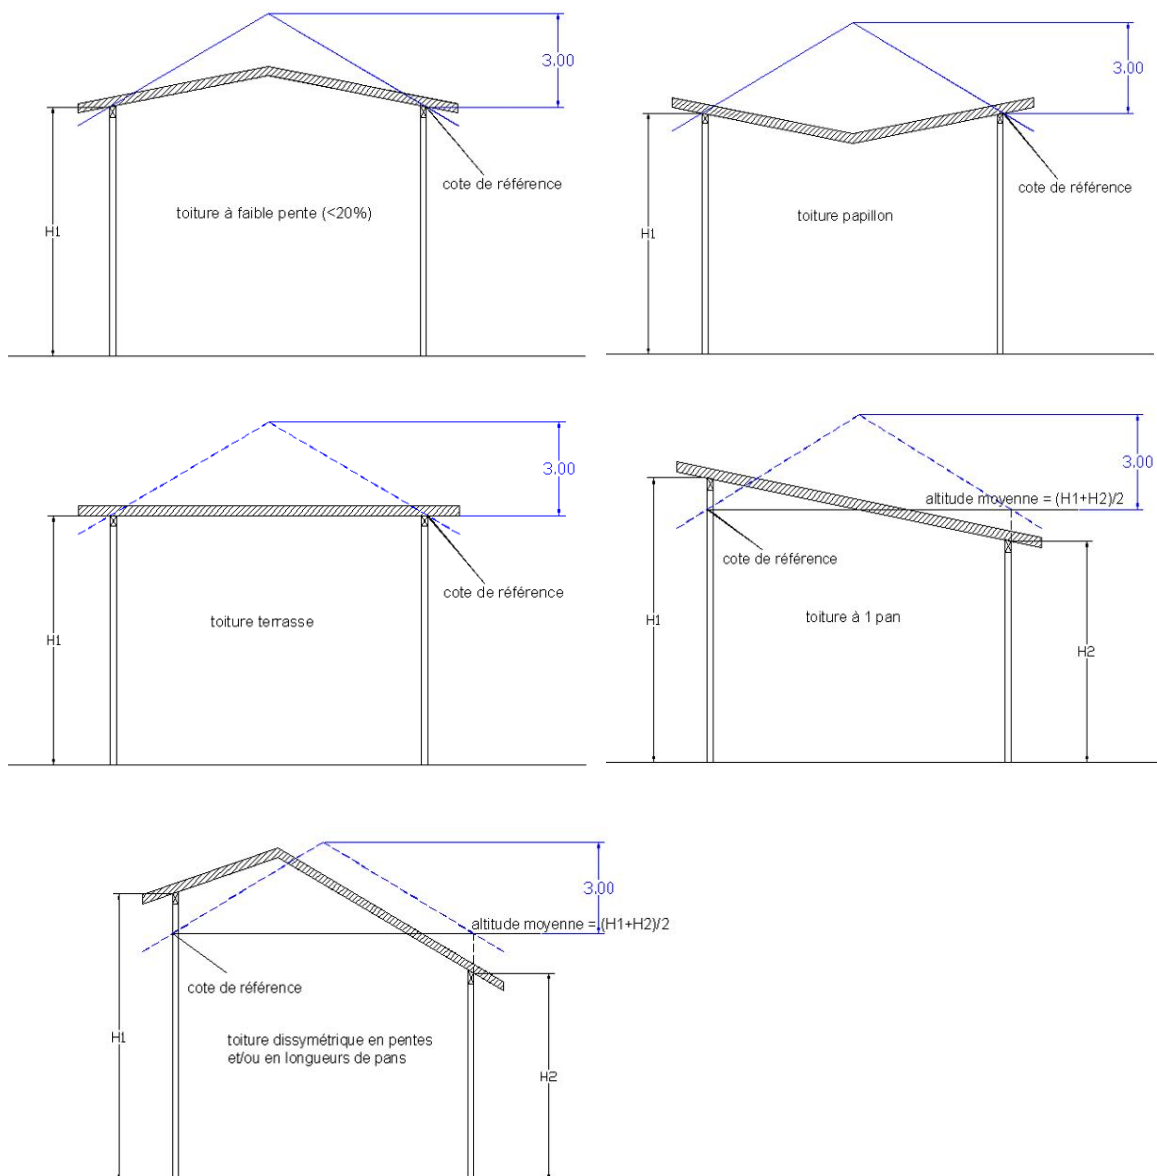 3.00
cote de référence
toiture à faible pente (<20%)
H1
3.00
cote de référence
toiture papillon
H1
3.00
cote de référence
toiture terrasse
H1
3.00
altitude moyenne = (H1+H2)/2
cote de référence
toiture à 1 pan
H1
H2
3.00
altitude moyenne = (H1+H2)/2
cote de référence
toiture dissymétrique en pentes
et/ou en longueurs de pans
H1
H2